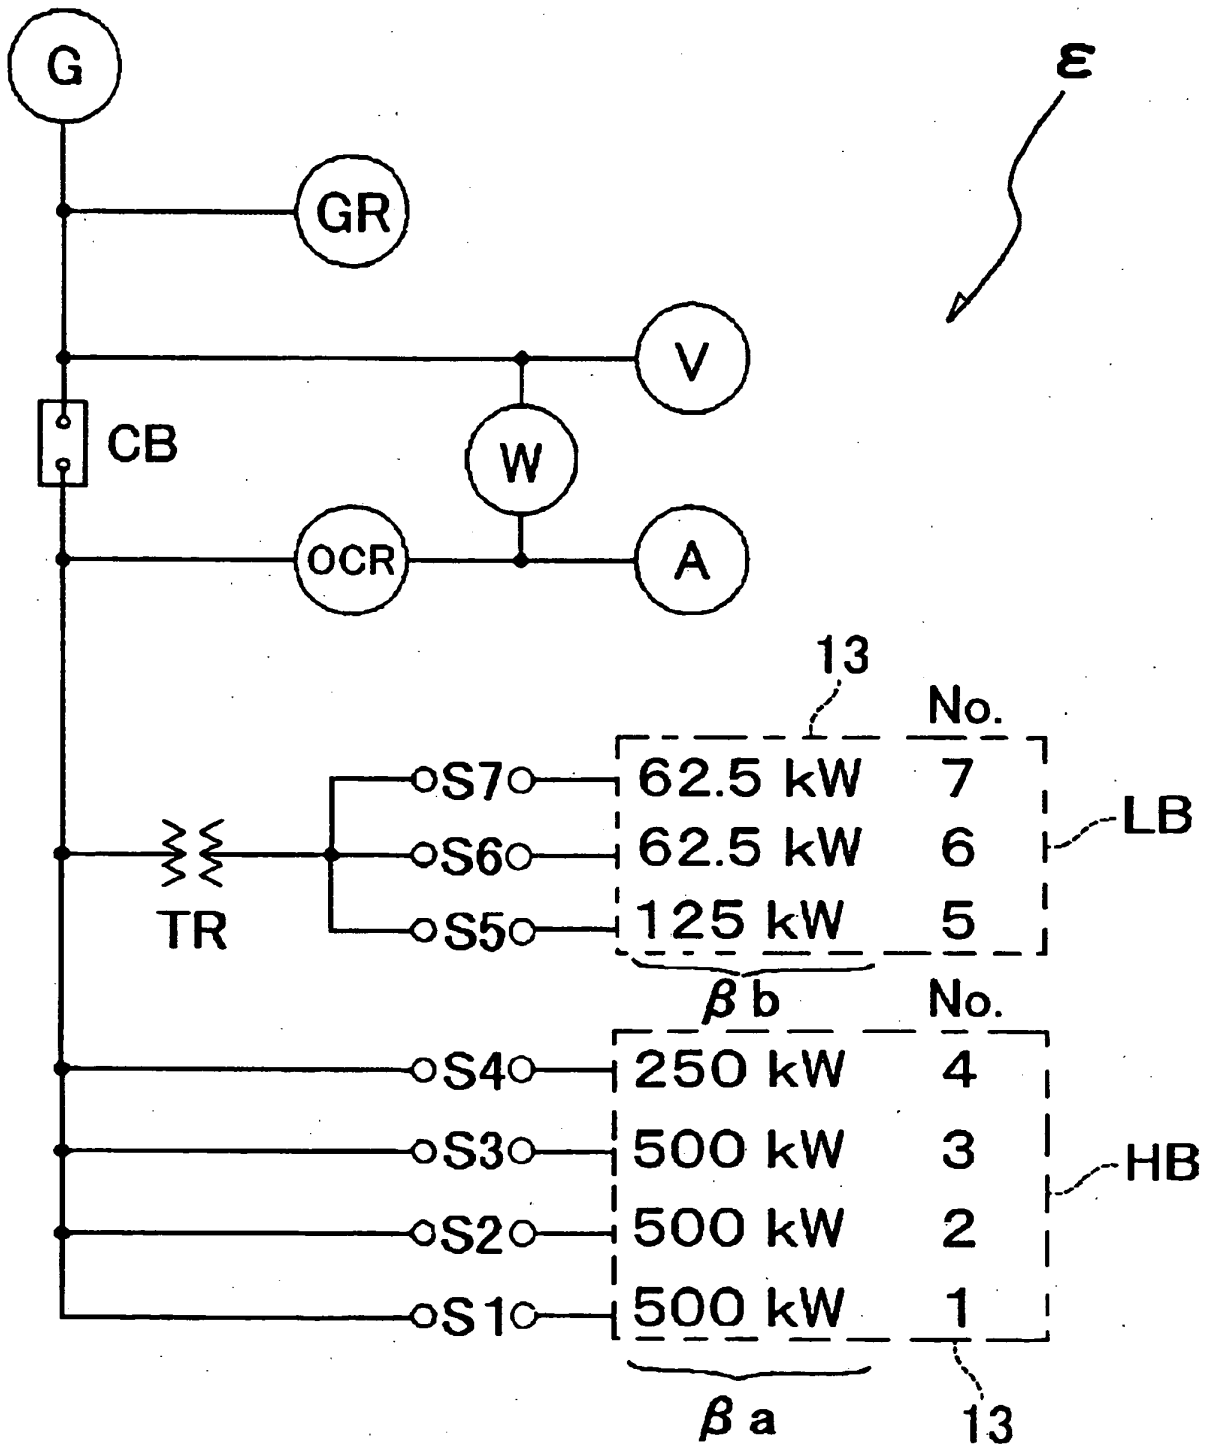 G
ε
GR
V
CB
W
OCR
A
13
No.
S7 62.5 kW 7
LB
S6 62.5 kW 6
TR
S5 125 kW 5
βb
No.
S4 250 kW 4
S3 500 kW 3
HB
S2 500 kW 2
S1 500 kW 1
βa
13